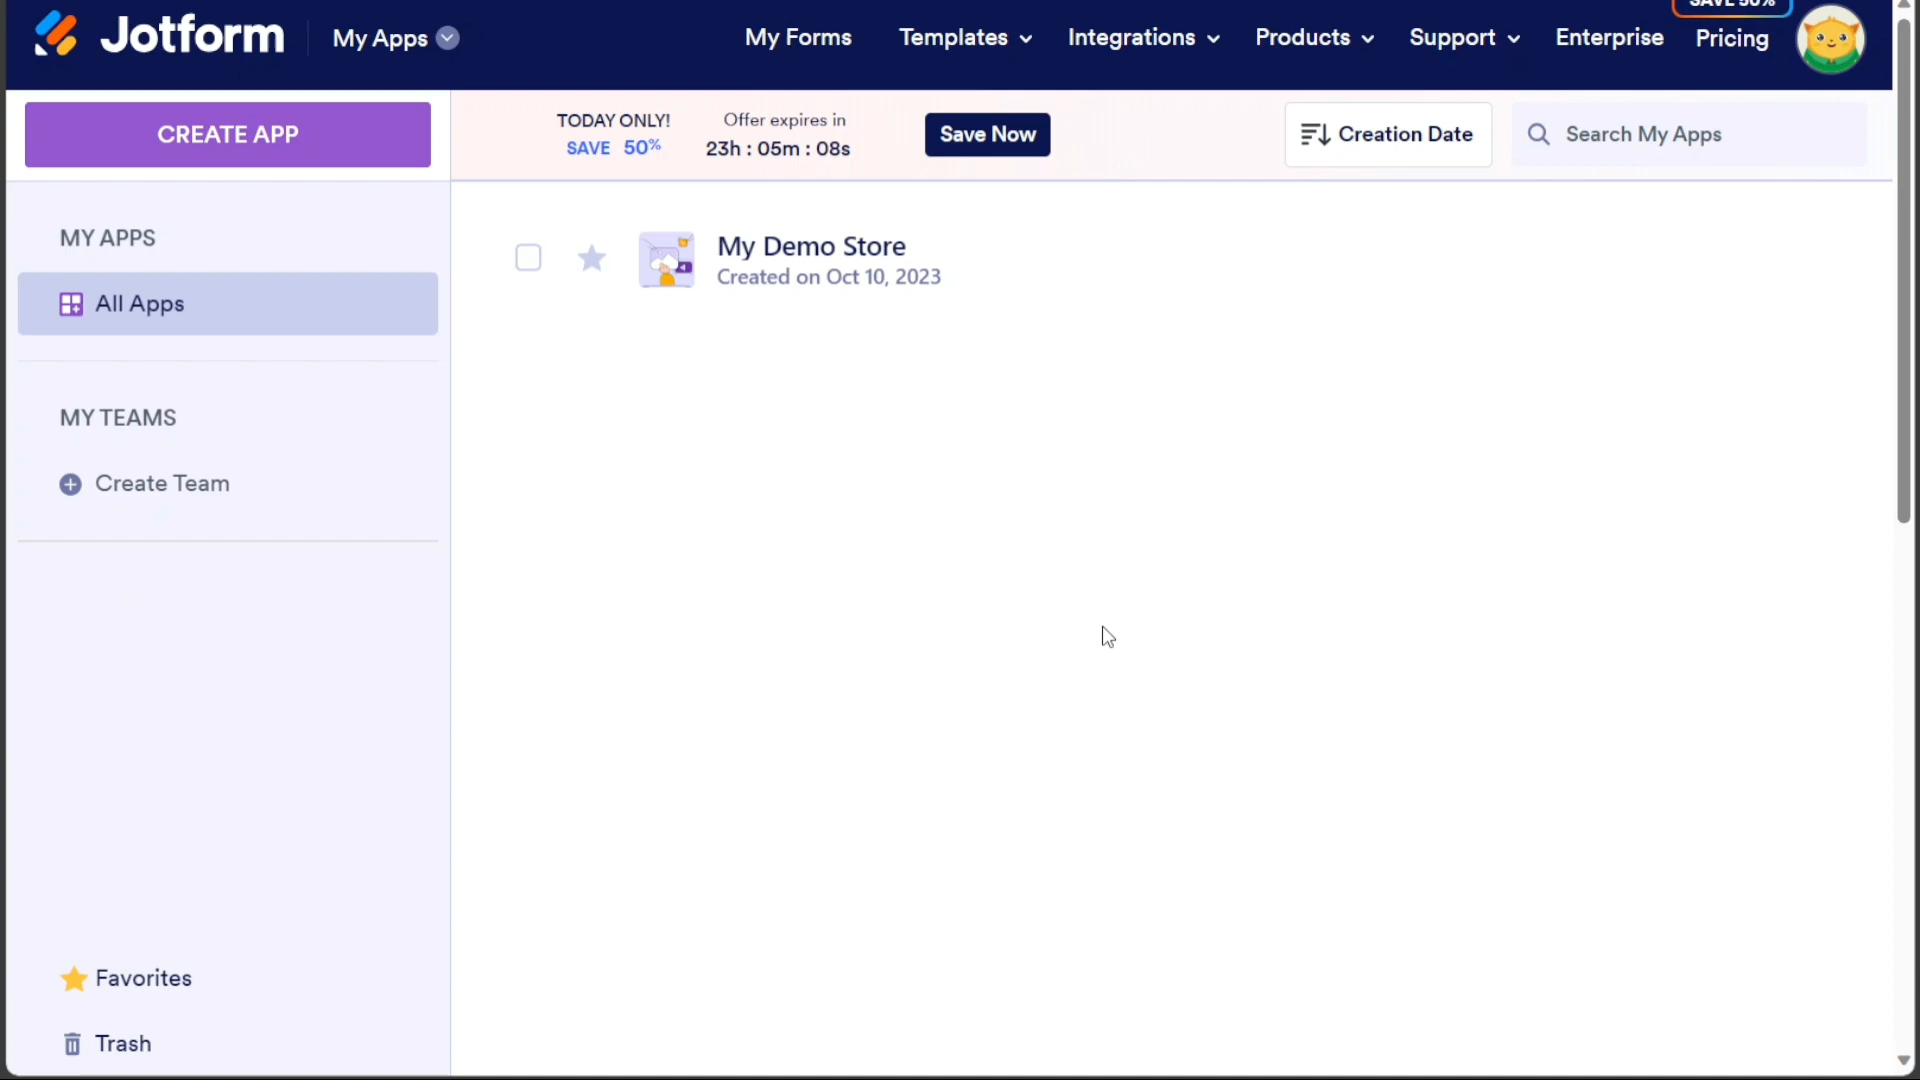 SAVE 50%
Jotform
My Apps
My Forms
Templates
Integrations
Products
Support
Enterprise
Pricing
CREATE APP
TODAY ONLY!
SAVE 50%
Offer expires in
23h : 05m : 08s
Save Now
Creation Date
Search My Apps
MY APPS
All Apps
MY TEAMS
Create Team
Favorites
Trash
My Demo Store
Created on Oct 10, 2023